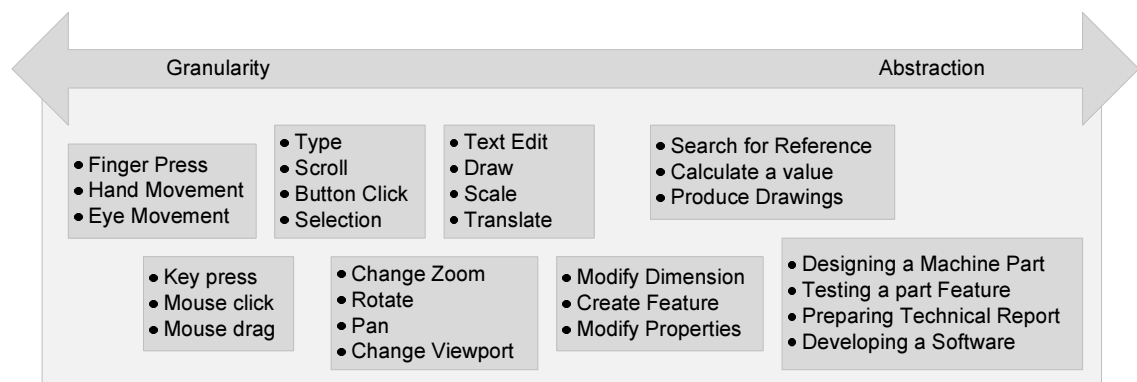 Granularity
Abstraction
• Finger Press
• Hand Movement
• Eye Movement
• Type
• Scroll
• Button Click
• Selection
• Text Edit
• Draw
• Scale
• Translate
• Search for Reference
• Calculate a value
• Produce Drawings
• Key press
• Mouse click
• Mouse drag
• Change Zoom
• Rotate
• Pan
• Change Viewport
• Modify Dimension
• Create Feature
• Modify Properties
• Designing a Machine Part
• Testing a part Feature
• Preparing Technical Report
• Developing a Software